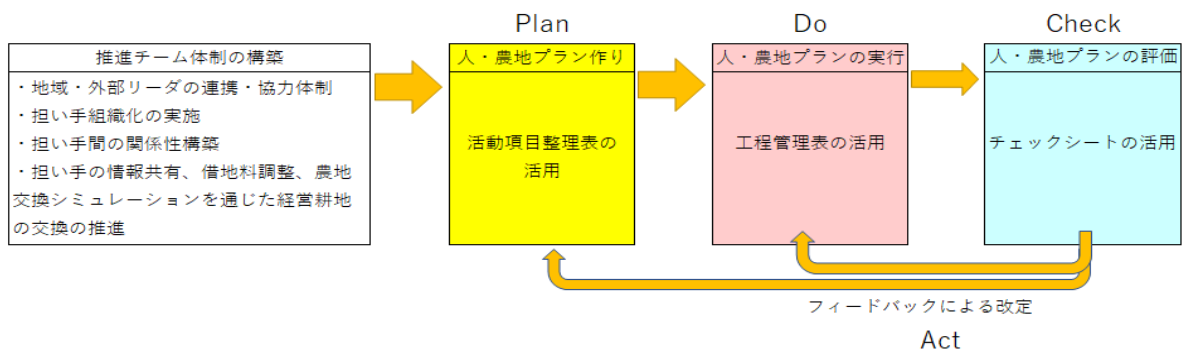 Plan
Do
Check
推進チーム体制の構築
・地域・外部リーダの連携・協力体制
・担い手組織化の実施
・担い手間の関係性構築
・担い手の情報共有、借地料調整、農地
交換シミュレーションを通じた経営耕地
の交換の推進
人・農地プラン作り
活動項目整理表の
活用
人・農地プランの実行
工程管理表の活用
人・農地プランの評価
チェックシートの活用
フィードバックによる改定
Act